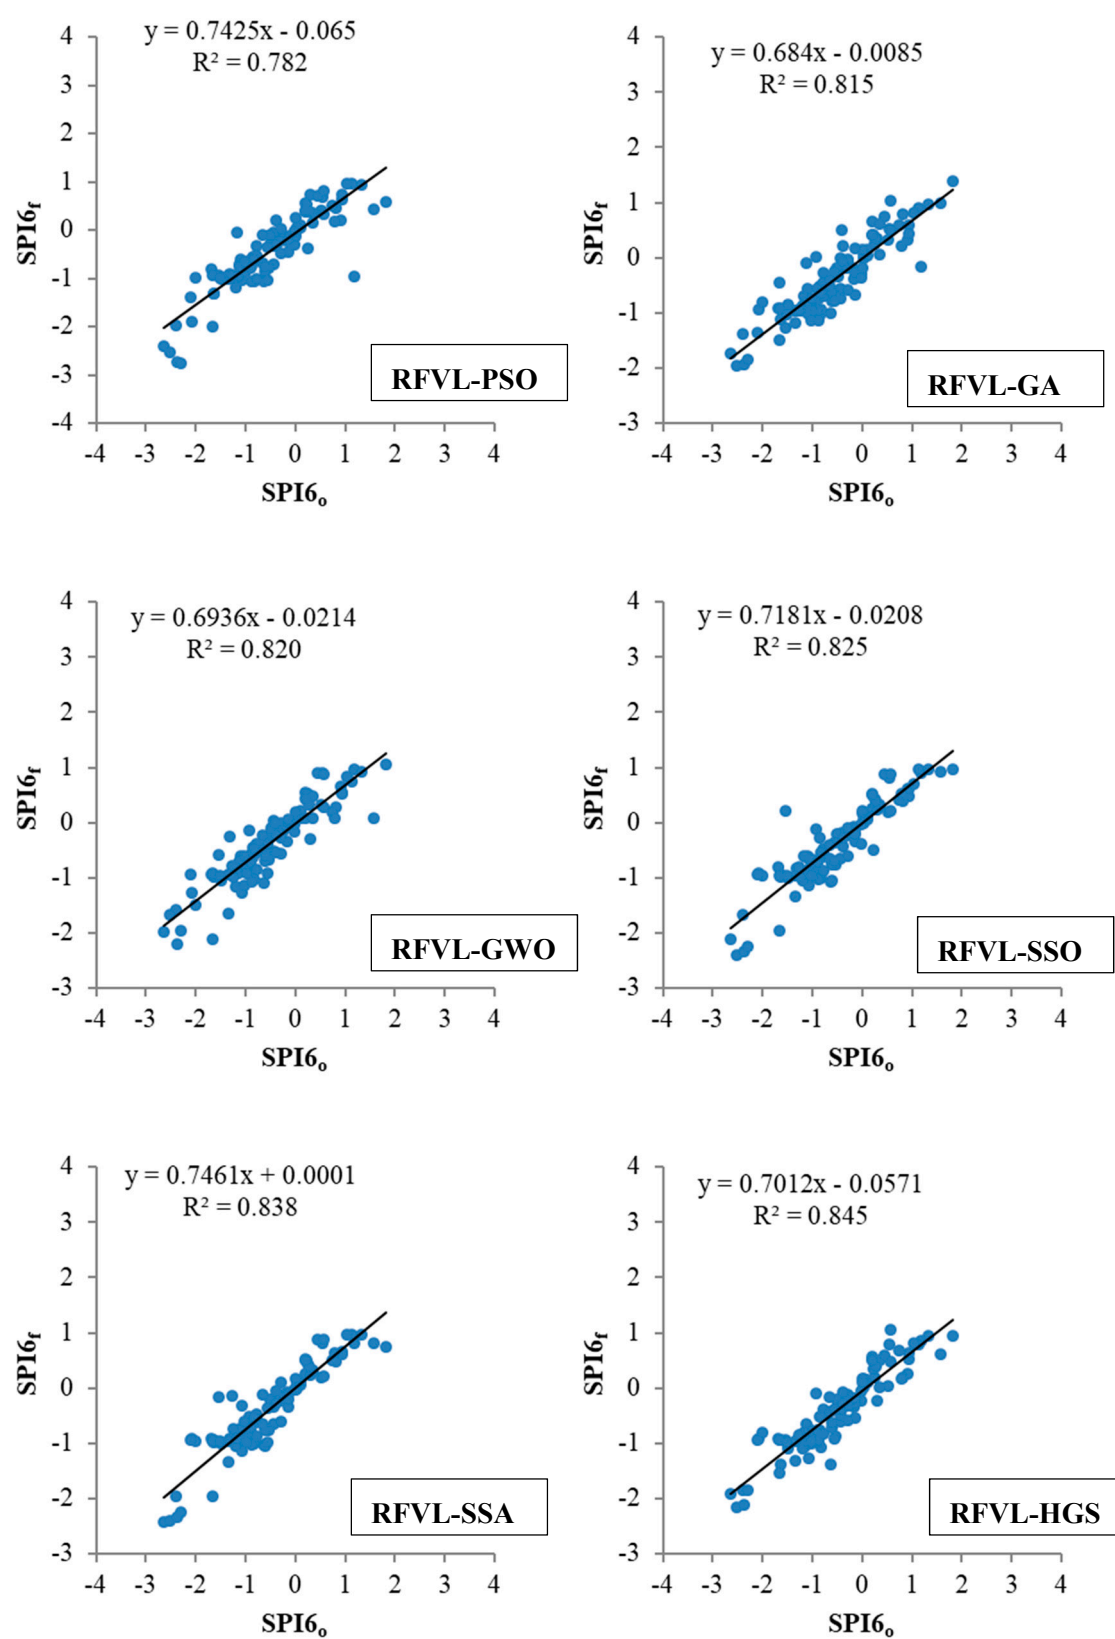 y = 0.7425x - 0.065
R² = 0.782
4
3
2
1
0
-1
-2
-3
-4
SPI6f
-4 -3 -2 -1 0 1 2 3 4
SPI6o
RFVL-PSO
y = 0.684x - 0.0085
R² = 0.815
4
3
2
1
0
-1
-2
-3
SPI6f
-4 -3 -2 -1 0 1 2 3 4
SPI6o
RFVL-GA
y = 0.6936x - 0.0214
R² = 0.820
4
3
2
1
0
-1
-2
-3
SPI6f
-4 -3 -2 -1 0 1 2 3 4
SPI6o
RFVL-GWO
y = 0.7181x - 0.0208
R² = 0.825
4
3
2
1
0
-1
-2
-3
SPI6f
-4 -3 -2 -1 0 1 2 3 4
SPI6o
RFVL-SSO
y = 0.7461x + 0.0001
R² = 0.838
4
3
2
1
0
-1
-2
-3
SPI6f
-4 -3 -2 -1 0 1 2 3 4
SPI6o
RFVL-SSA
y = 0.7012x - 0.0571
R² = 0.845
4
3
2
1
0
-1
-2
-3
SPI6f
-4 -3 -2 -1 0 1 2 3 4
SPI6o
RFVL-HGS